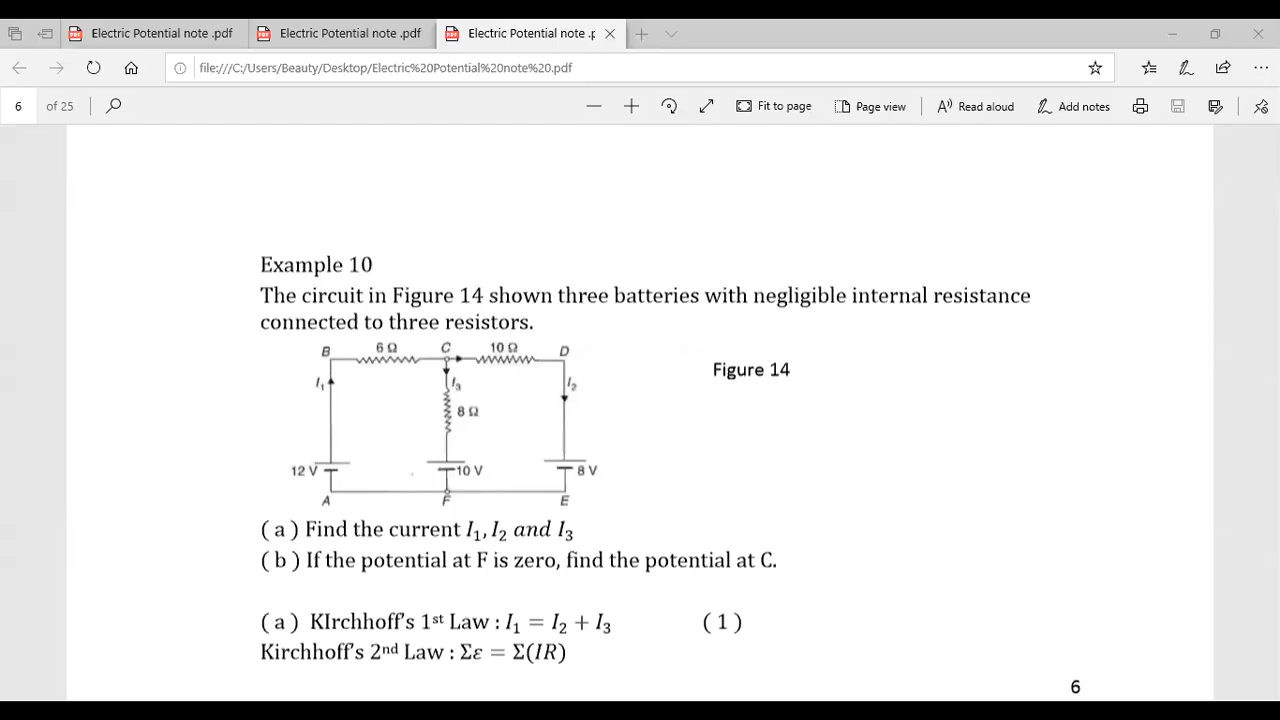 Electric Potential note .pdf
Electric Potential note .pdf
Electric Potential note .p
file:///C:/Users/Beauty/Desktop/Electric%20Potential%20note%20.pdf
6 of 25
Fit to page
Page view
Read aloud
Add notes
Example 10
The circuit in Figure 14 shown three batteries with negligible internal resistance
connected to three resistors.
B 6 Ω C 10 Ω D
Figure 14
I₁ I₃ I₂
8 Ω
12 V 10 V 8 V
A F E
( a ) Find the current I₁, I₂ and I₃
( b ) If the potential at F is zero, find the potential at C.
( a ) KIrchhoff's 1st Law : I₁ = I₂ + I₃ ( 1 )
Kirchhoff's 2nd Law : Σε = Σ(IR)
6